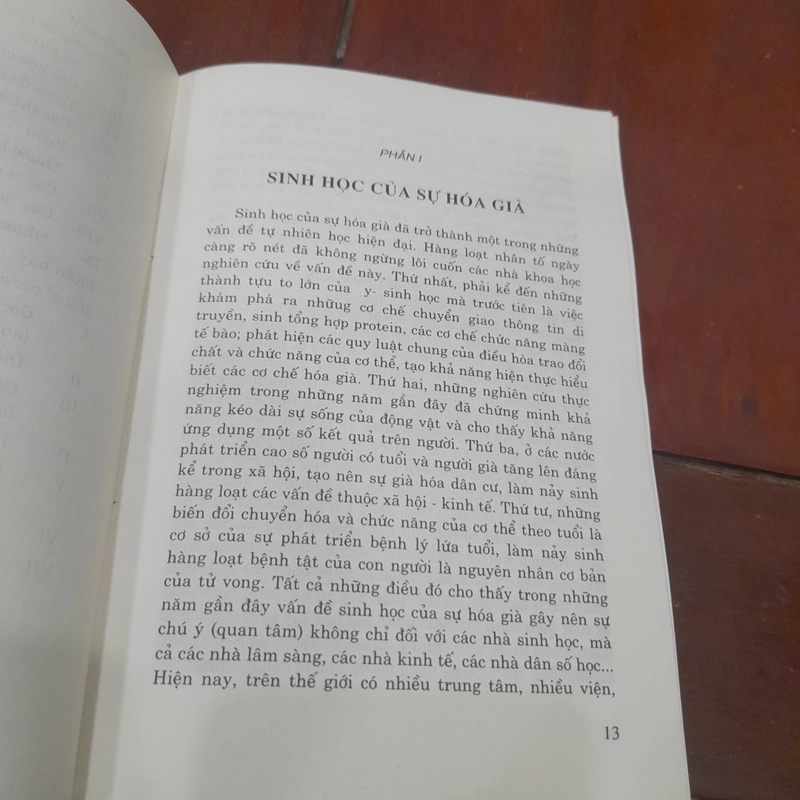 PHẦN I
SINH HỌC CỦA SỰ HÓA GIÀ
Sinh học của sự hóa già đã trở thành một trong những
vấn đề tự nhiên học hiện đại. Hàng loạt nhân tố ngày
càng rõ nét đã không ngừng lôi cuốn các nhà khoa học
nghiên cứu về vấn đề này. Thứ nhất, phải kể đến những
thành tựu to lớn của y- sinh học mà trước tiên là việc
khám phá ra những cơ chế chuyển giao thông tin di
truyền, sinh tổng hợp protein, các cơ chế chức năng màng
tế bào; phát hiện các quy luật chung của điều hòa trao đổi
chất và chức năng của cơ thể, tạo khả năng hiện thực hiểu
biết các cơ chế hóa già. Thứ hai, những nghiên cứu thực
nghiệm trong những năm gần đây đã chứng minh khả
năng kéo dài sự sống của động vật và cho thấy khả năng
ứng dụng một số kết quả trên người. Thứ ba, ở các nước
phát triển cao số người có tuổi và người già tăng lên đáng
kể trong xã hội, tạo nên sự già hóa dân cư, làm nảy sinh
hàng loạt các vấn đề thuộc xã hội - kinh tế. Thứ tư, những
biến đổi chuyển hóa và chức năng của cơ thể theo tuổi là
cơ sở của sự phát triển bệnh lý lứa tuổi, làm nảy sinh
hàng loạt bệnh tật của con người là nguyên nhân cơ bản
của tử vong. Tất cả những điều đó cho thấy trong những
năm gần đây vấn đề sinh học của sự hóa già gây nên sự
chú ý (quan tâm) không chỉ đối với các nhà sinh học, mà
cả các nhà lâm sàng, các nhà kinh tế, các nhà dân số học...
Hiện nay, trên thế giới có nhiều trung tâm, nhiều viện,
13